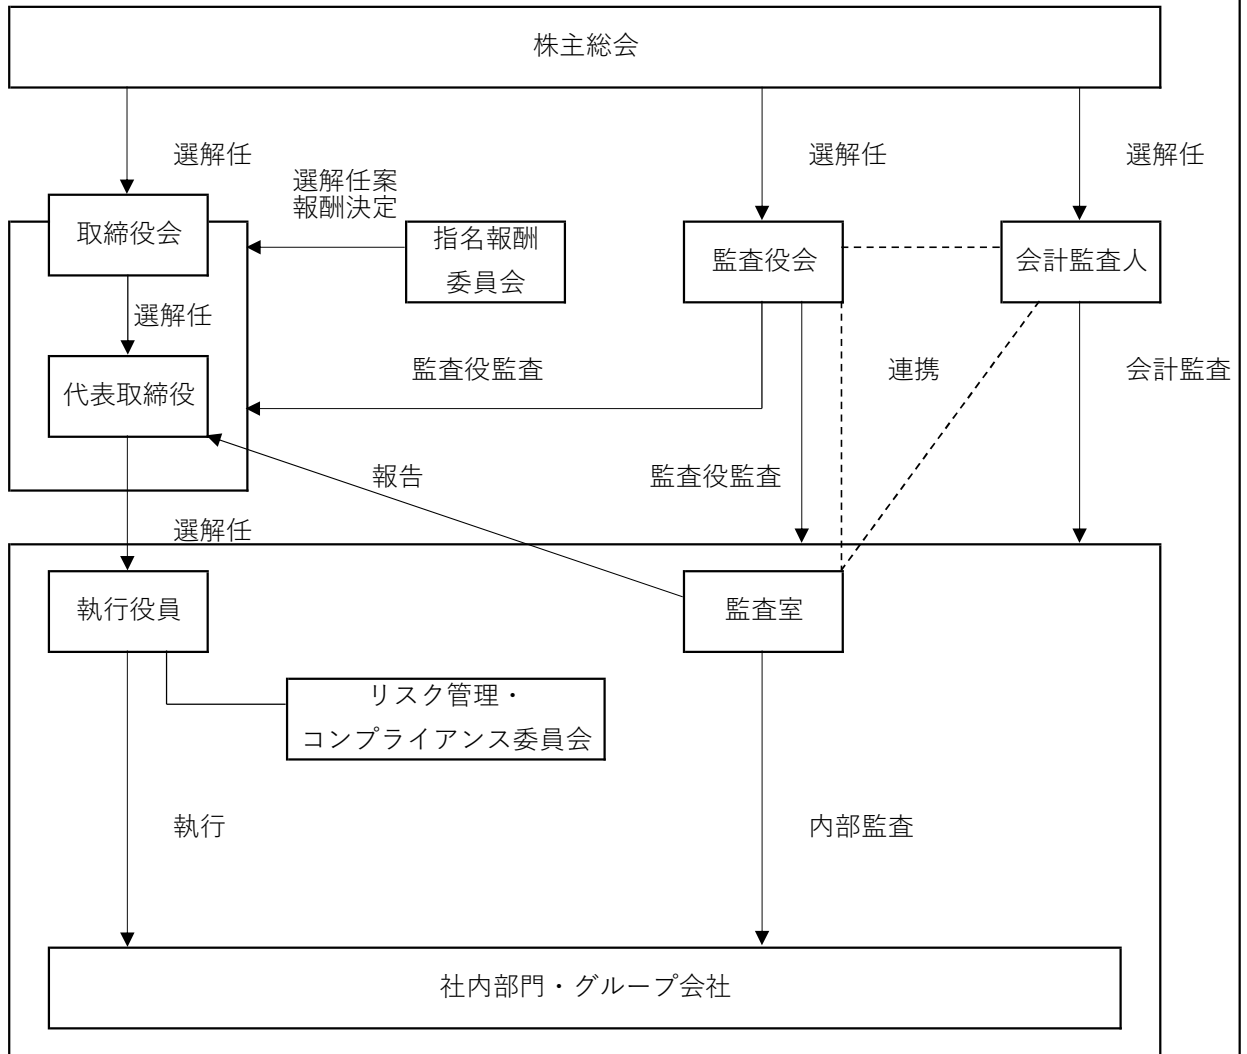 株主総会
選解任
選解任
選解任
選解任案
報酬決定
取締役会
指名報酬
委員会
監査役会
会計監査人
選解任
代表取締役
監査役監査
連携
会計監査
報告
監査役監査
選解任
執行役員
監査室
リスク管理・
コンプライアンス委員会
執行
内部監査
社内部門・グループ会社